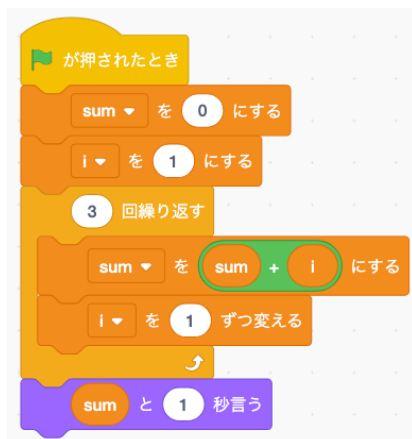 が押されたとき
sum を 0 にする
i を 1 にする
3 回繰り返す
sum を sum + i にする
i を 1 ずつ変える
sum と 1 秒言う